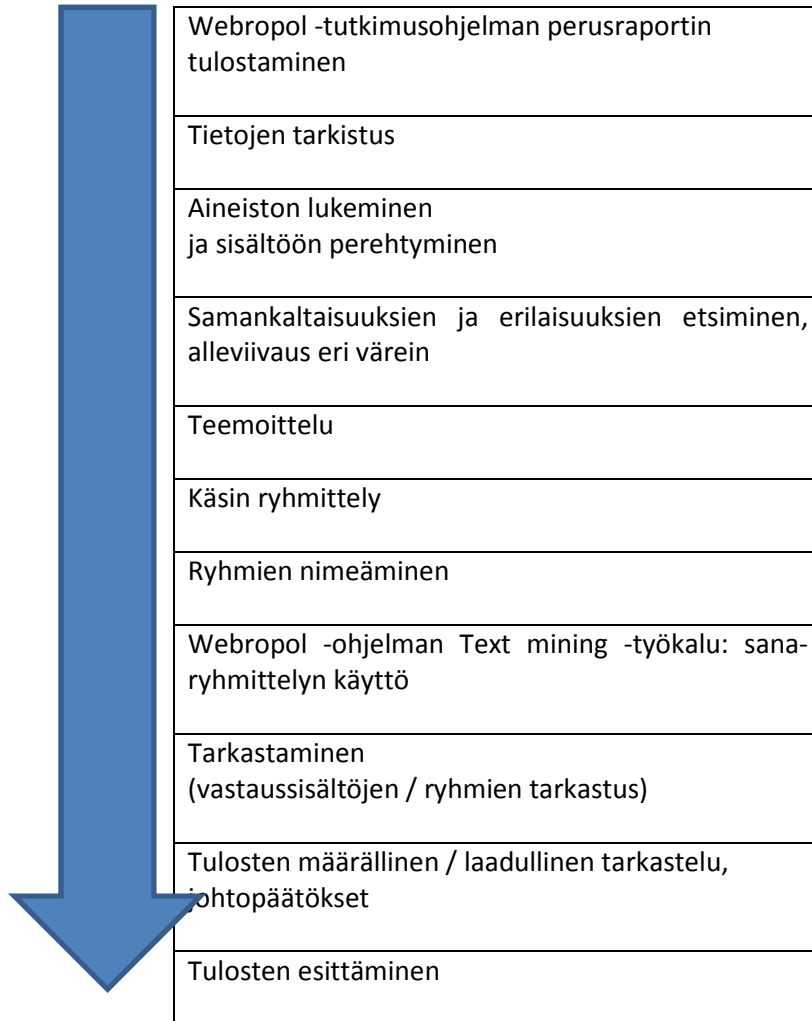 Webropol -tutkimusohjelman perusraportin
tulostaminen
Tietojen tarkistus
Aineiston lukeminen
ja sisältöön perehtyminen
Samankaltaisuuksien ja erilaisuuksien etsiminen,
alleviivaus eri värein
Teemoittelu
Käsin ryhmittely
Ryhmien nimeäminen
Webropol -ohjelman Text mining -työkalu: sana-
ryhmittelyn käyttö
Tarkastaminen
(vastaussisältöjen / ryhmien tarkastus)
Tulosten määrällinen / laadullinen tarkastelu,
johtopäätökset
Tulosten esittäminen